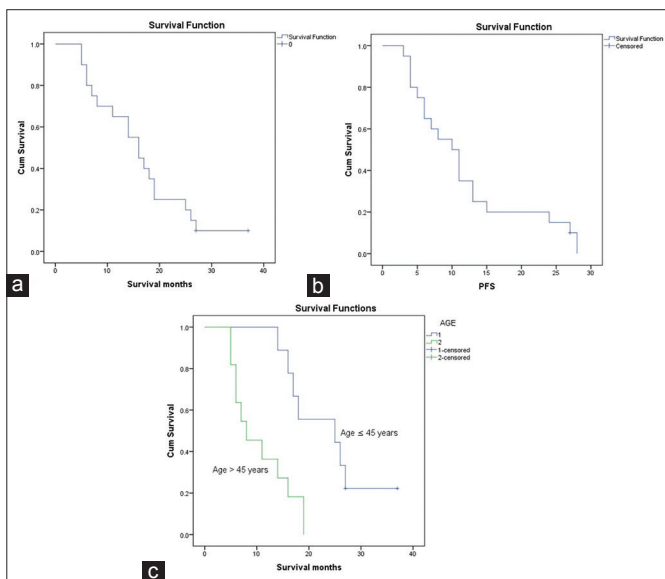 Survival Function
Survival Function
0
Cum Survival
1.0
0.8
0.6
0.4
0.2
0.0
0
10
20
30
40
Survival months
a
Survival Function
Survival Function
Censored
Cum Survival
1.0
0.8
0.6
0.4
0.2
0.0
0
5
10
15
20
25
30
PFS
b
Survival Functions
AGE
1
2
1-censored
2-censored
Cum Survival
1.0
0.8
0.6
0.4
0.2
0.0
Age ≤ 45 years
Age > 45 years
0
10
20
30
40
Survival months
c